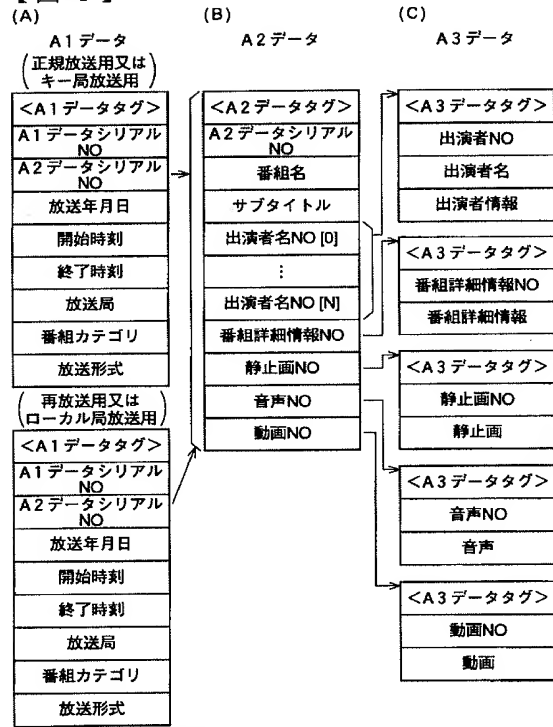 (A)
A1データ
(正規放送用又は
キー局放送用)
<A1データタグ>
A1データシリアル
NO
A2データシリアル
NO
放送年月日
開始時刻
終了時刻
放送局
番組カテゴリ
放送形式
(再放送用又は
ローカル局放送用)
<A1データタグ>
A1データシリアル
NO
A2データシリアル
NO
放送年月日
開始時刻
終了時刻
放送局
番組カテゴリ
放送形式
(B)
A2データ
<A2データタグ>
A2データシリアル
NO
番組名
サブタイトル
出演者名NO [0]
⋮
出演者名NO [N]
番組詳細情報NO
静止画NO
音声NO
動画NO
(C)
A3データ
<A3データタグ>
出演者NO
出演者名
出演者情報
<A3データタグ>
番組詳細情報NO
番組詳細情報
<A3データタグ>
静止画NO
静止画
<A3データタグ>
音声NO
音声
<A3データタグ>
動画NO
動画